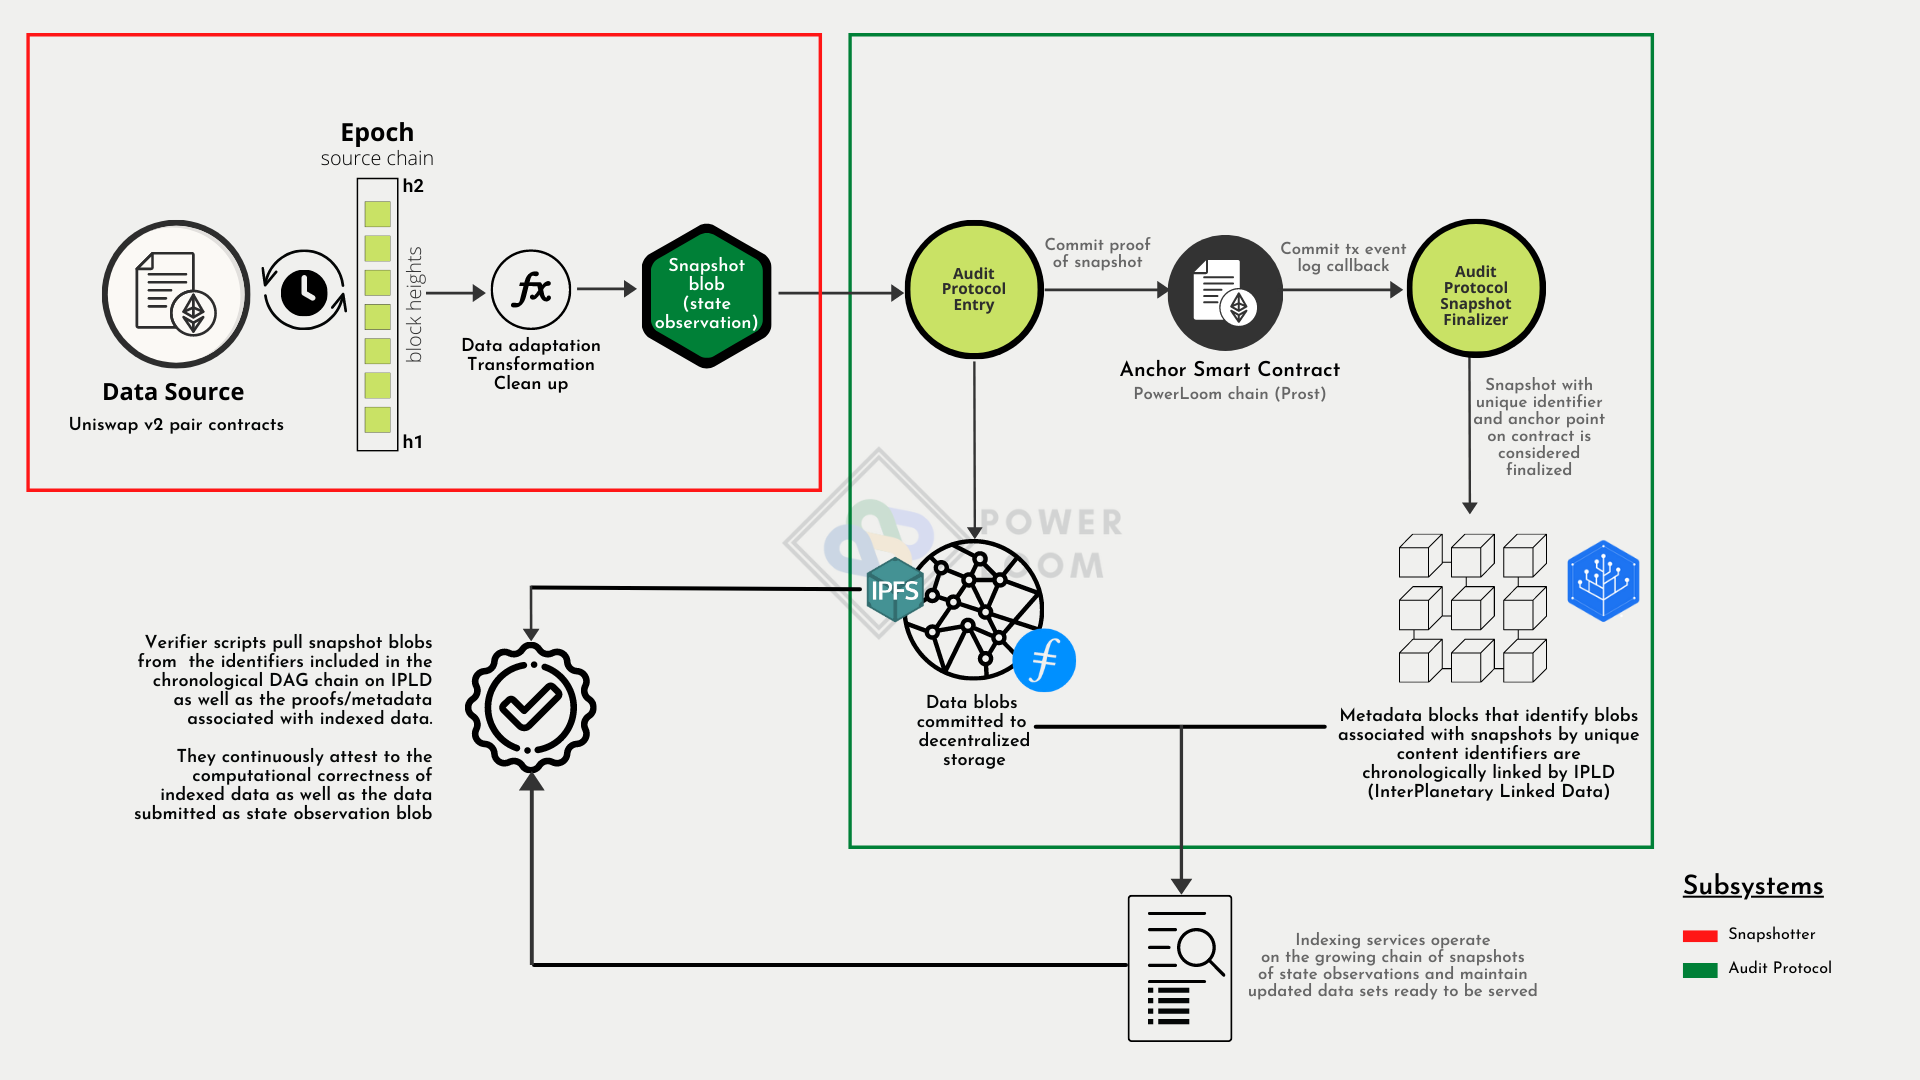 Epoch
source chain
h2
block heights
h1
Data Source
Uniswap v2 pair contracts
fx
Data adaptation
Transformation
Clean up
Snapshot
blob
(state
observation)
Audit
Protocol
Entry
Commit proof
of snapshot
Anchor Smart Contract
PowerLoom chain (Prost)
Commit tx event
log callback
Audit
Protocol
Snapshot
Finalizer
Snapshot with
unique identifier
and anchor point
on contract is
considered
finalized
POWER
OOM
IPFS
Data blobs
committed to
decentralized
storage
Metadata blocks that identify blobs
associated with snapshots by unique
content identifiers are
chronologically linked by IPLD
(InterPlanetary Linked Data)
Verifier scripts pull snapshot blobs
from the identifiers included in the
chronological DAG chain on IPLD
as well as the proofs/metadata
associated with indexed data.
They continuously attest to the
computational correctness of
indexed data as well as the data
submitted as state observation blob
Indexing services operate
on the growing chain of snapshots
of state observations and maintain
updated data sets ready to be served
Subsystems
Snapshotter
Audit Protocol